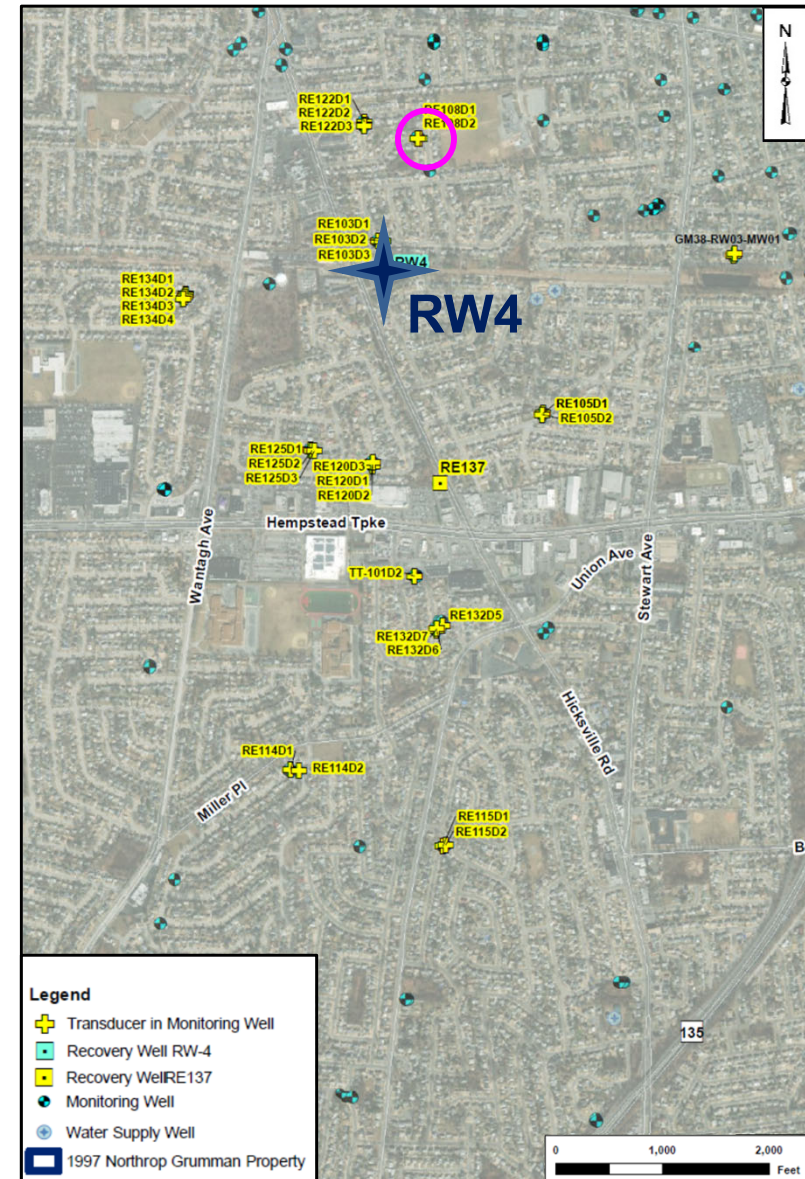 N
RE122D1
RE122D2
RE122D3
RE108D1
RE108D2
RE103D1
RE103D2
RE103D3
RW4
RW4
GM38-RW03-MW01
RE134D1
RE134D2
RE134D3
RE134D4
RE105D1
RE105D2
RE125D1
RE125D2
RE125D3
RE120D3
RE120D1
RE120D2
RE137
Hempstead Tpke
Wantagh Ave
TT-101D2
Union Ave
Stewart Ave
RE132D5
RE132D7
RE132D6
Hicksville Rd
RE114D1
RE114D2
Miller Pl
RE115D1
RE115D2
B
135
Legend
Transducer in Monitoring Well
Recovery Well RW-4
Recovery WellRE137
Monitoring Well
Water Supply Well
1997 Northrop Grumman Property
0 1,000 2,000
Feet